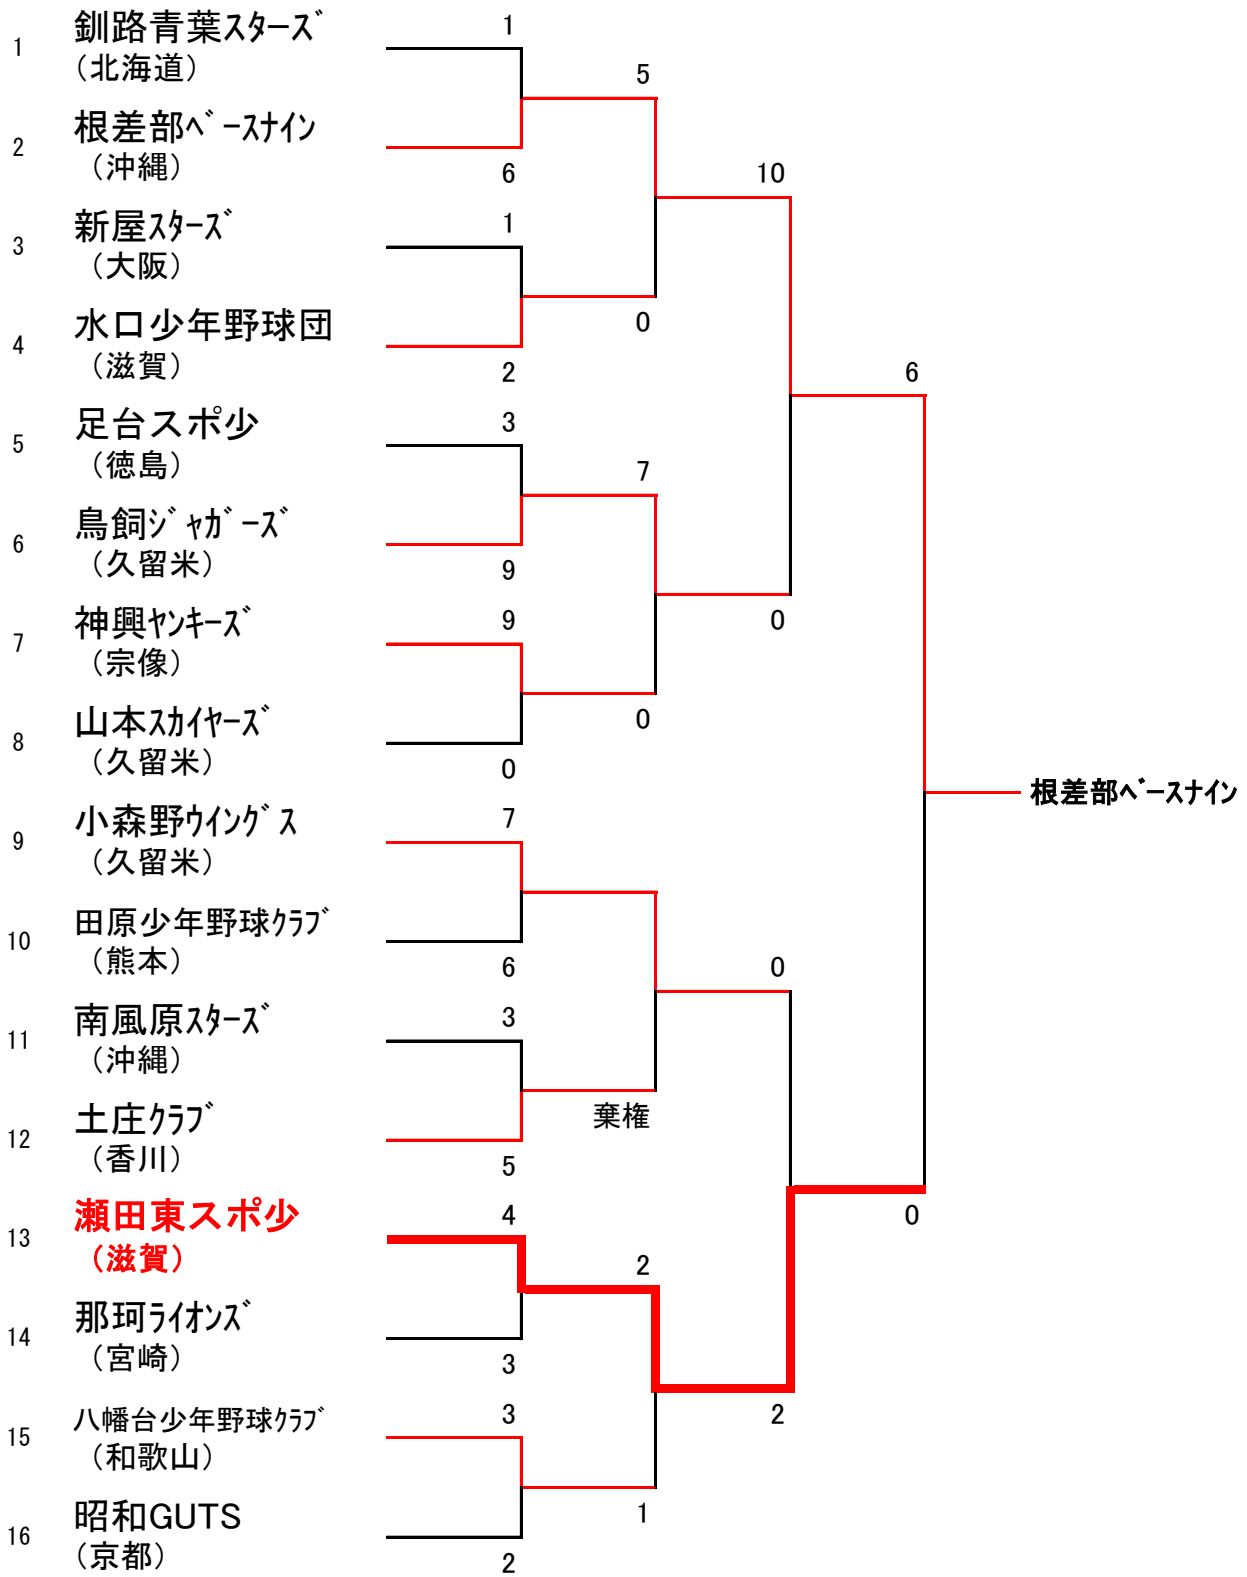 1 釧路青葉ｽﾀｰｽﾞ 1
（北海道）
5
2 根差部ﾍﾞｰｽﾅｲﾝ
（沖縄） 6 10
3 新屋ｽﾀｰｽﾞ 1
（大阪）
0
4 水口少年野球団
（滋賀） 2 6
5 足台スポ少 3
（徳島） 7
6 鳥飼ｼﾞｬｶﾞｰｽﾞ
（久留米） 9
7 神興ﾔﾝｷｰｽﾞ 9 0
（宗像）
0
8 山本ｽｶｲﾔｰｽﾞ
（久留米） 0
根差部ﾍﾞｰｽﾅｲﾝ
9 小森野ｳｲﾝｸﾞｽ 7
（久留米）
10 田原少年野球ｸﾗﾌﾞ
（熊本） 6 0
11 南風原ｽﾀｰｽﾞ 3
（沖縄）
棄権
12 土庄ｸﾗﾌﾞ
（香川） 5
13 瀬田東スポ少 4 0
（滋賀） 2
14 那珂ﾗｲｵﾝｽﾞ
（宮崎） 3
15 八幡台少年野球ｸﾗﾌﾞ 3 2
（和歌山）
1
16 昭和GUTS
（京都） 2